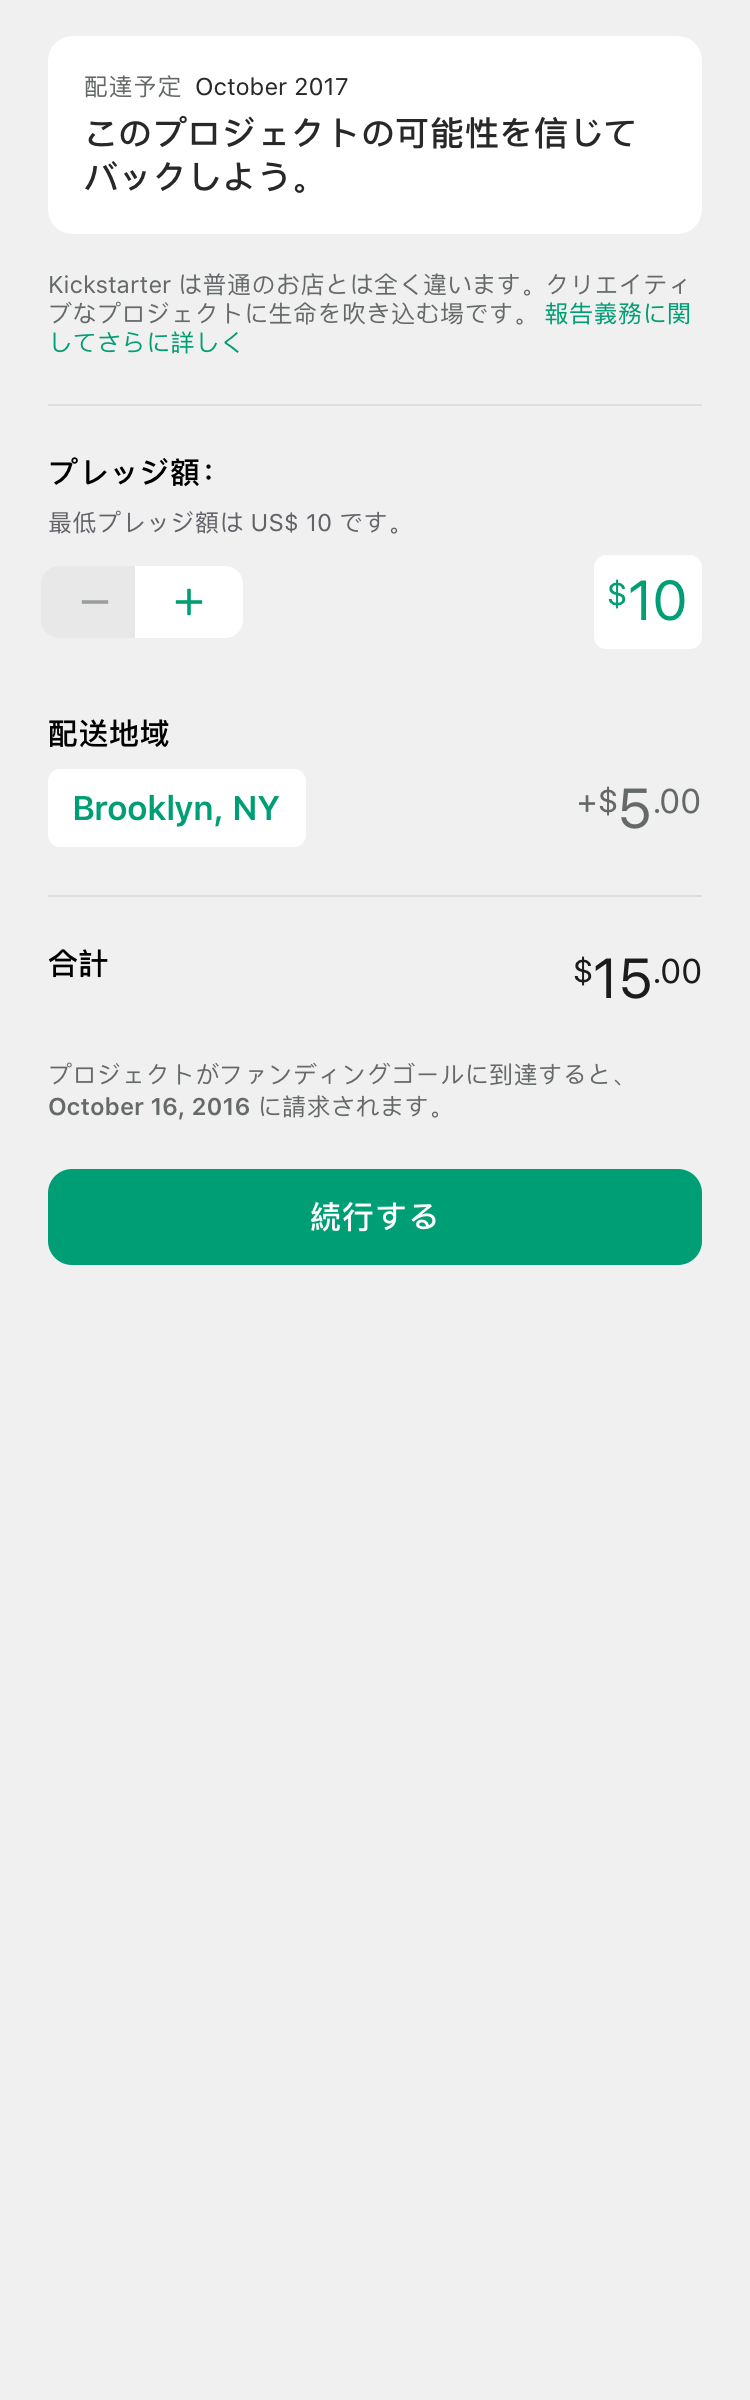 配達予定 October 2017
このプロジェクトの可能性を信じて
バックしよう。
Kickstarter は普通のお店とは全く違います。クリエイティ
ブなプロジェクトに生命を吹き込む場です。 報告義務に関
してさらに詳しく
プレッジ額:
最低プレッジ額は US$ 10 です。
− + $10
配送地域
Brooklyn, NY +$5.00
合計 $15.00
プロジェクトがファンディングゴールに到達すると、
October 16, 2016 に請求されます。
続行する